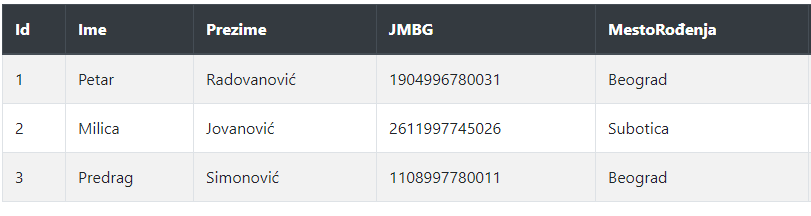 Id Ime Prezime JMBG MestoRođenja
1 Petar Radovanović 1904996780031 Beograd
2 Milica Jovanović 2611997745026 Subotica
3 Predrag Simonović 1108997780011 Beograd